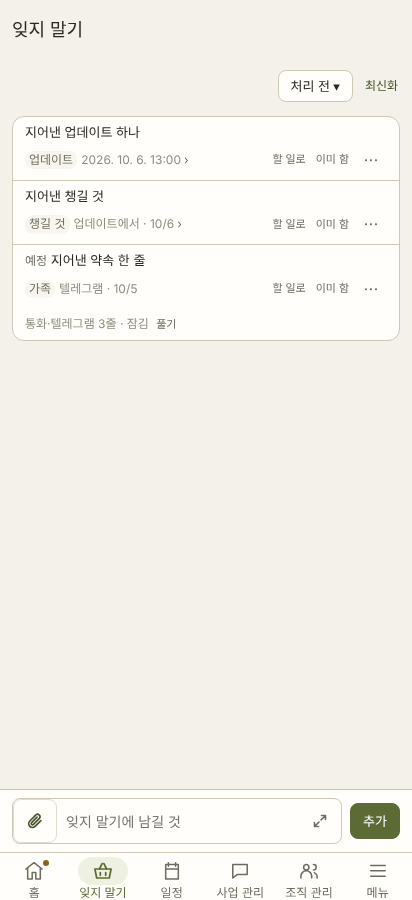 잊지 말기
처리 전 ▾ 최신화
지어낸 업데이트 하나
업데이트 2026. 10. 6. 13:00 › 할 일로 이미 함 ···
지어낸 챙길 것
챙길 것 업데이트에서 · 10/6 › 할 일로 이미 함 ···
예정 지어낸 약속 한 줄
가족 텔레그램 · 10/5 할 일로 이미 함 ···
통화·텔레그램 3줄 · 잠김 풀기
잊지 말기에 남길 것 추가
홈 잊지 말기 일정 사업 관리 조직 관리 메뉴